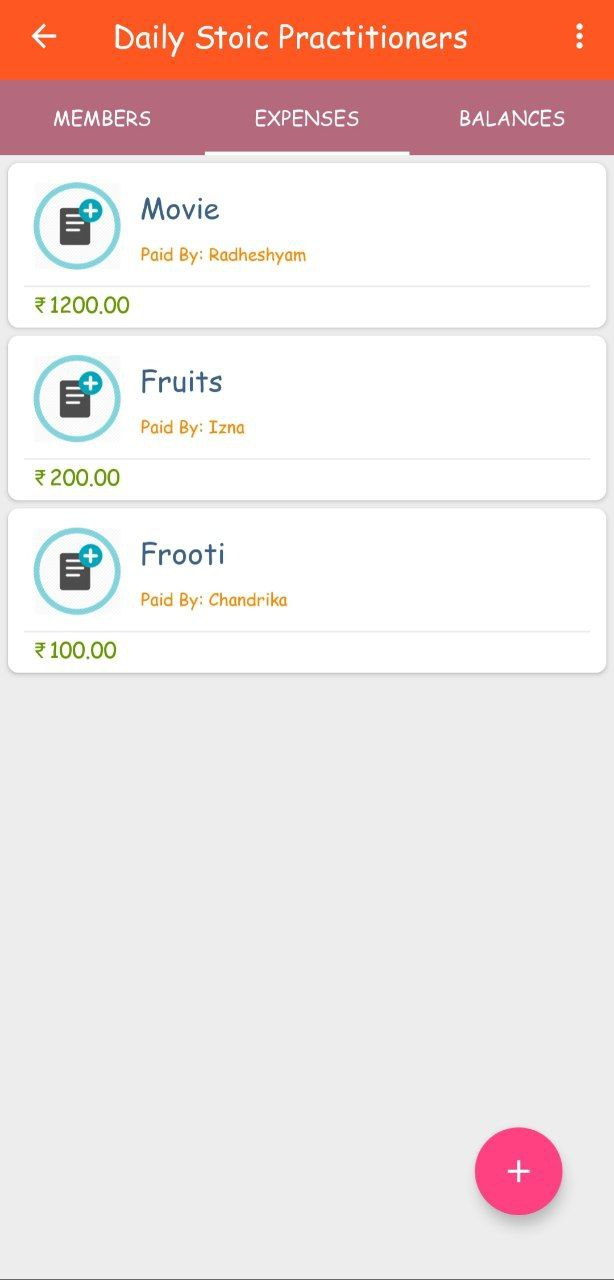 Daily Stoic Practitioners
MEMBERS EXPENSES BALANCES
Movie
Paid By: Radheshyam
₹ 1200.00
Fruits
Paid By: Izna
₹ 200.00
Frooti
Paid By: Chandrika
₹ 100.00